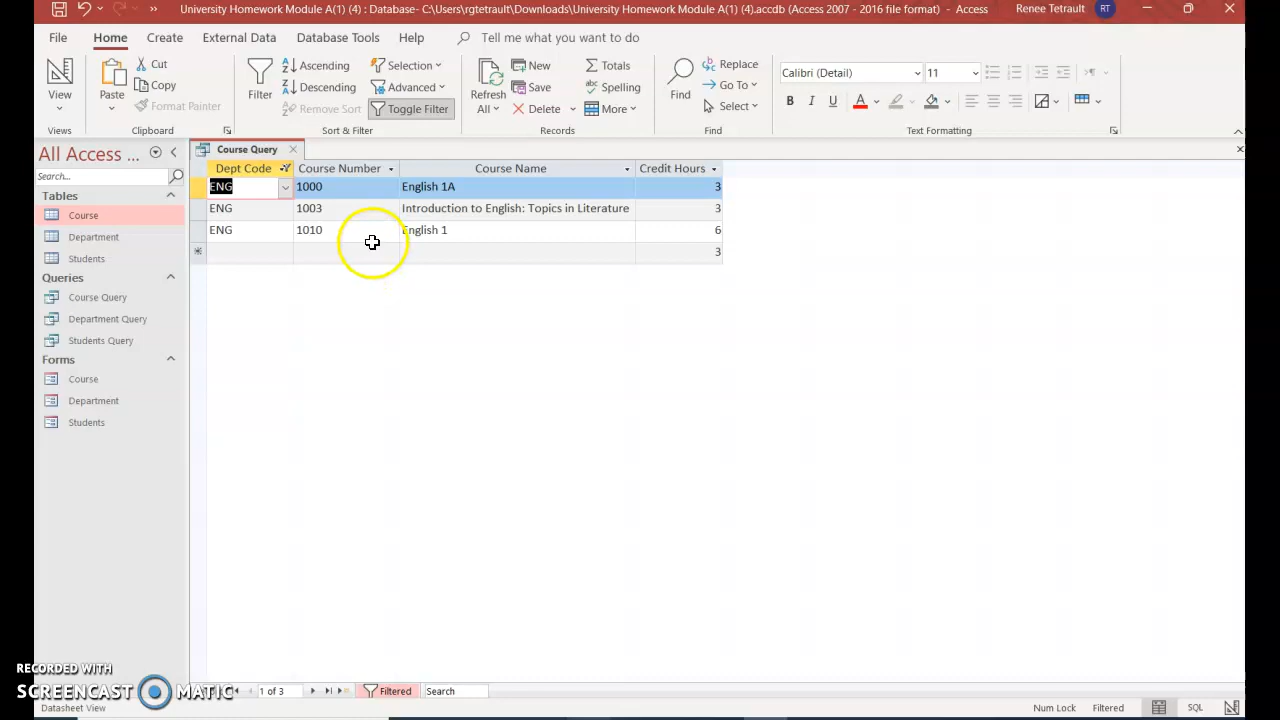 University Homework Module A(1) (4) : Database- C:\Users\rgtetrault\Downloads\University Homework Module A(1) (4).accdb (Access 2007 - 2016 file format) - Access
Renee Tetrault RT
File Home Create External Data Database Tools Help Tell me what you want to do
View
Views
Paste
Cut
Copy
Format Painter
Clipboard
Filter
Ascending
Descending
Remove Sort
Selection
Advanced
Toggle Filter
Sort & Filter
Refresh All
New
Save
Delete
Totals
Spelling
More
Records
Find
Replace
Go To
Select
Find
Calibri (Detail) 11
B I U A
Text Formatting
All Access ...
Search...
Tables
Course
Department
Students
Queries
Course Query
Department Query
Students Query
Forms
Course
Department
Students
Course Query
Dept Code Course Number Course Name Credit Hours
ENG 1000 English 1A 3
ENG 1003 Introduction to English: Topics in Literature 3
ENG 1010 English 1 6
3
1 of 3 Filtered Search
RECORDED WITH
SCREENCAST MATIC
Datasheet View
Num Lock Filtered SQL